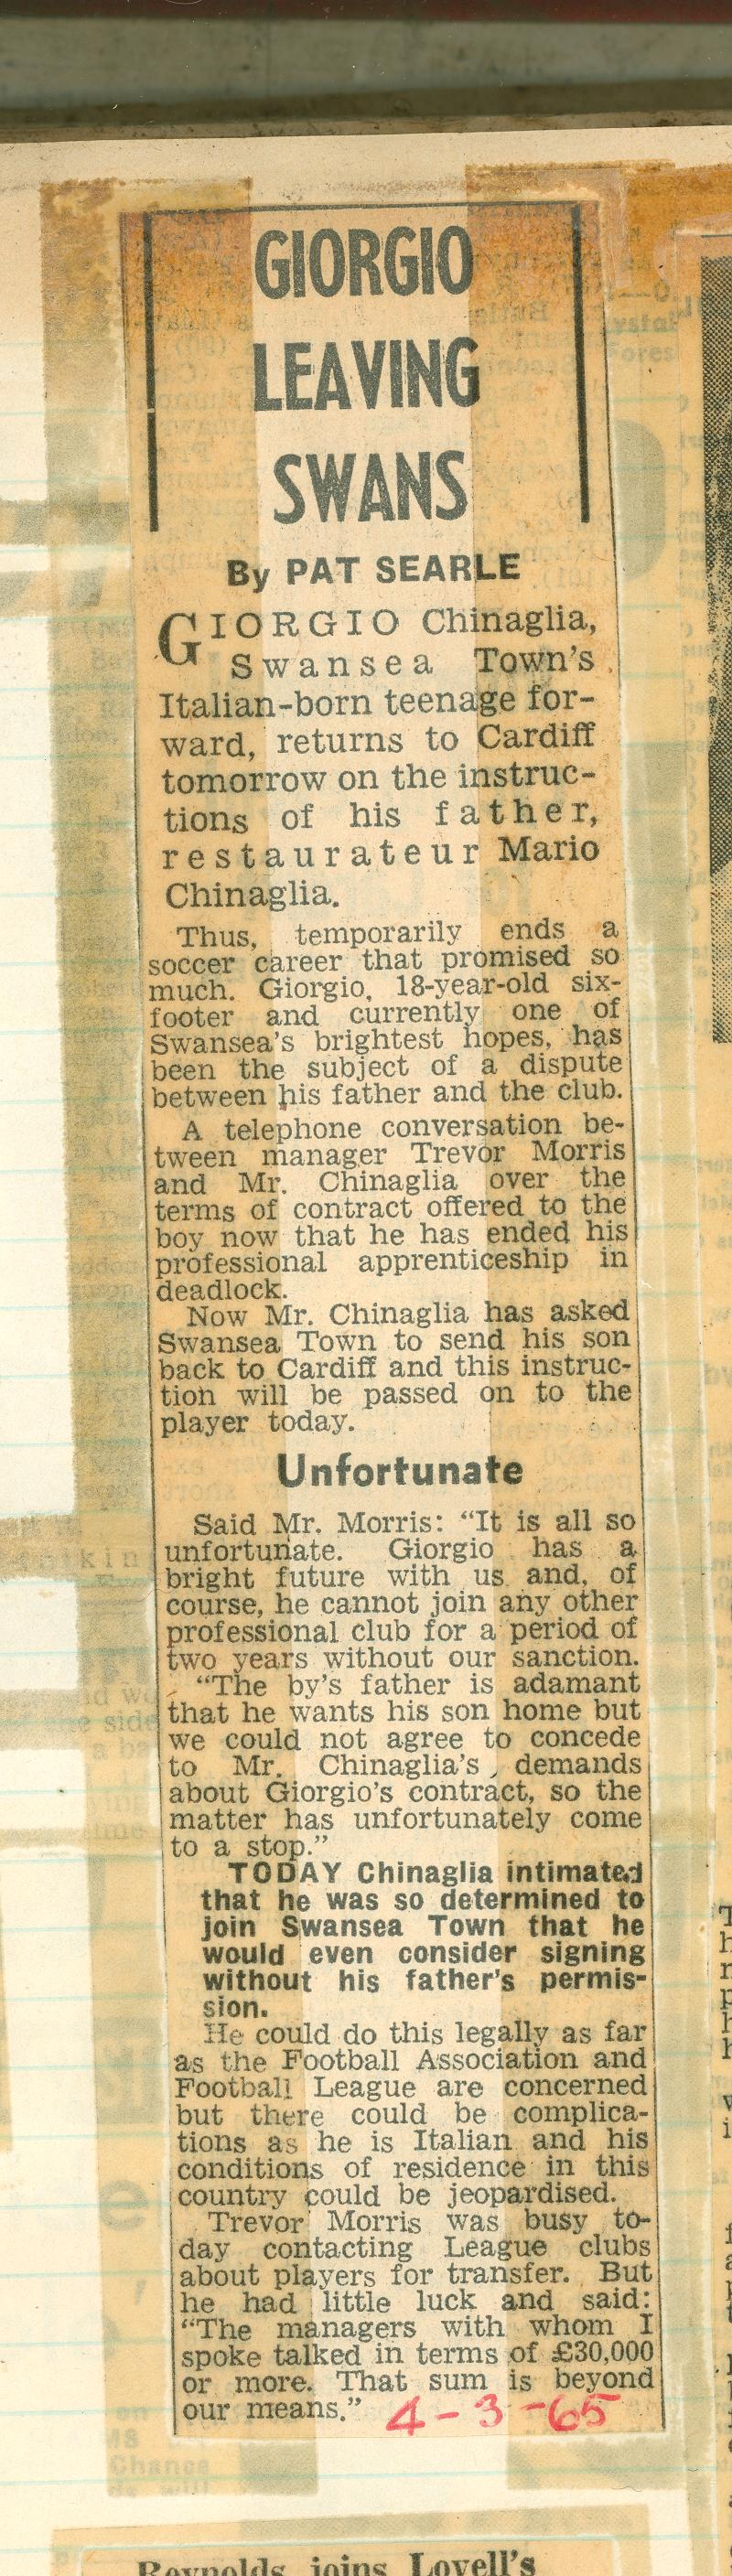 GIORGIO
LEAVING
SWANS
By PAT SEARLE
GIORGIO Chinaglia,
Swansea Town's
Italian-born teenage for-
ward, returns to Cardiff
tomorrow on the instruc-
tions of his father,
restaurateur Mario
Chinaglia.
Thus, temporarily ends a
soccer career that promised so
much. Giorgio, 18-year-old six-
footer and currently one of
Swansea's brightest hopes, has
been the subject of a dispute
between his father and the club.
A telephone conversation be-
tween manager Trevor Morris
and Mr. Chinaglia over the
terms of contract offered to the
boy now that he has ended his
professional apprenticeship in
deadlock.
Now Mr. Chinaglia has asked
Swansea Town to send his son
back to Cardiff and this instruc-
tion will be passed on to the
player today.
Unfortunate
Said Mr. Morris: "It is all so
unfortunate. Giorgio has a
bright future with us and, of
course, he cannot join any other
professional club for a period of
two years without our sanction.
"The by's father is adamant
that he wants his son home but
we could not agree to concede
to Mr. Chinaglia's demands
about Giorgio's contract, so the
matter has unfortunately come
to a stop."
TODAY Chinaglia intimated
that he was so determined to
join Swansea Town that he
would even consider signing
without his father's permis-
sion.
He could do this legally as far
as the Football Association and
Football League are concerned
but there could be complica-
tions as he is Italian and his
conditions of residence in this
country could be jeopardised.
Trevor Morris was busy to-
day contacting League clubs
about players for transfer. But
he had little luck and said:
"The managers with whom I
spoke talked in terms of £30,000
or more. That sum is beyond
our means."
4-3-65
Reynolds joins Lovell's